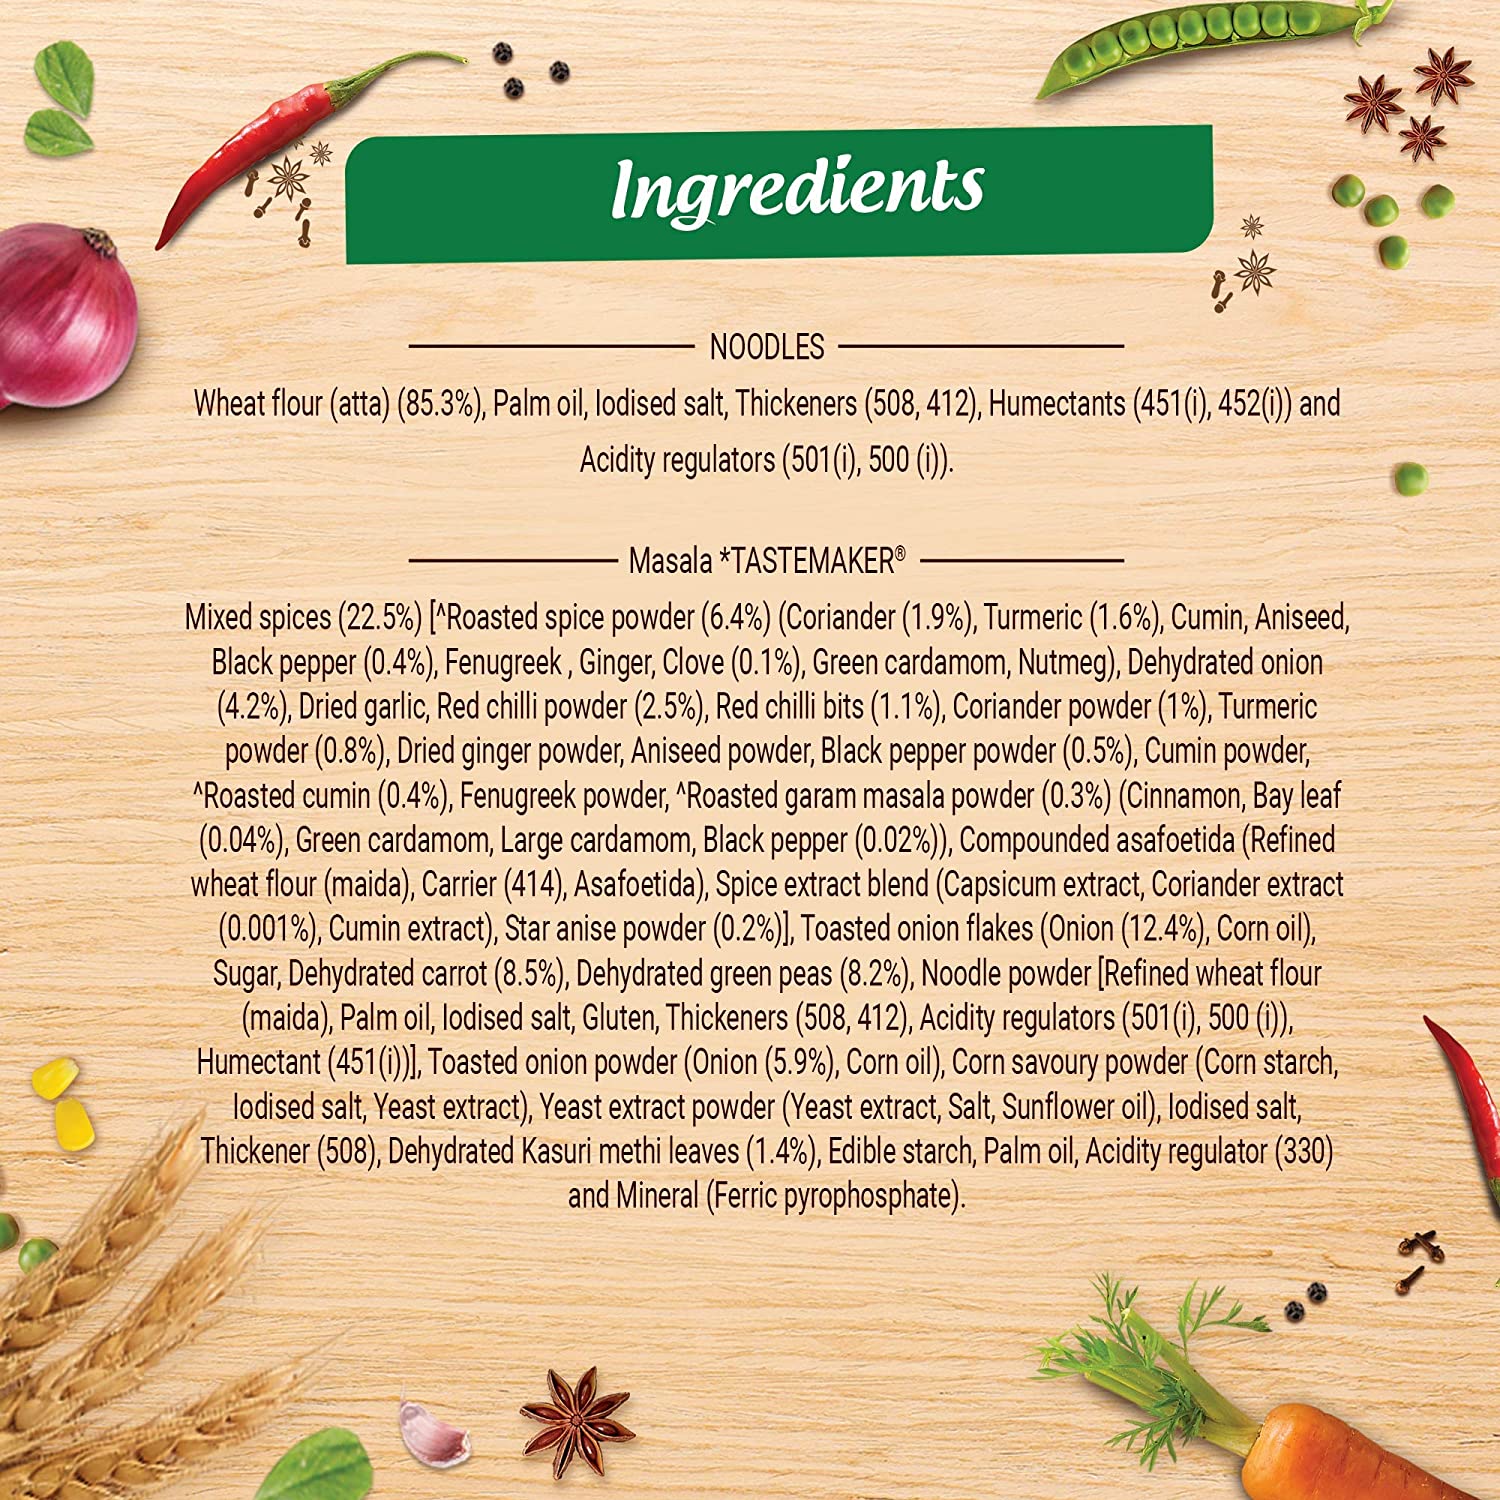 Ingredients
NOODLES
Wheat flour (atta) (85.3%), Palm oil, Iodised salt, Thickeners (508, 412), Humectants (451(i), 452(i)) and
Acidity regulators (501(i), 500 (i)).
Masala *TASTEMAKER®
Mixed spices (22.5%) [^Roasted spice powder (6.4%) (Coriander (1.9%), Turmeric (1.6%), Cumin, Aniseed,
Black pepper (0.4%), Fenugreek , Ginger, Clove (0.1%), Green cardamom, Nutmeg), Dehydrated onion
(4.2%), Dried garlic, Red chilli powder (2.5%), Red chilli bits (1.1%), Coriander powder (1%), Turmeric
powder (0.8%), Dried ginger powder, Aniseed powder, Black pepper powder (0.5%), Cumin powder,
^Roasted cumin (0.4%), Fenugreek powder, ^Roasted garam masala powder (0.3%) (Cinnamon, Bay leaf
(0.04%), Green cardamom, Large cardamom, Black pepper (0.02%)), Compounded asafoetida (Refined
wheat flour (maida), Carrier (414), Asafoetida), Spice extract blend (Capsicum extract, Coriander extract
(0.001%), Cumin extract), Star anise powder (0.2%)], Toasted onion flakes (Onion (12.4%), Corn oil),
Sugar, Dehydrated carrot (8.5%), Dehydrated green peas (8.2%), Noodle powder [Refined wheat flour
(maida), Palm oil, Iodised salt, Gluten, Thickeners (508, 412), Acidity regulators (501(i), 500 (i)),
Humectant (451(i))], Toasted onion powder (Onion (5.9%), Corn oil), Corn savoury powder (Corn starch,
Iodised salt, Yeast extract), Yeast extract powder (Yeast extract, Salt, Sunflower oil), Iodised salt,
Thickener (508), Dehydrated Kasuri methi leaves (1.4%), Edible starch, Palm oil, Acidity regulator (330)
and Mineral (Ferric pyrophosphate).